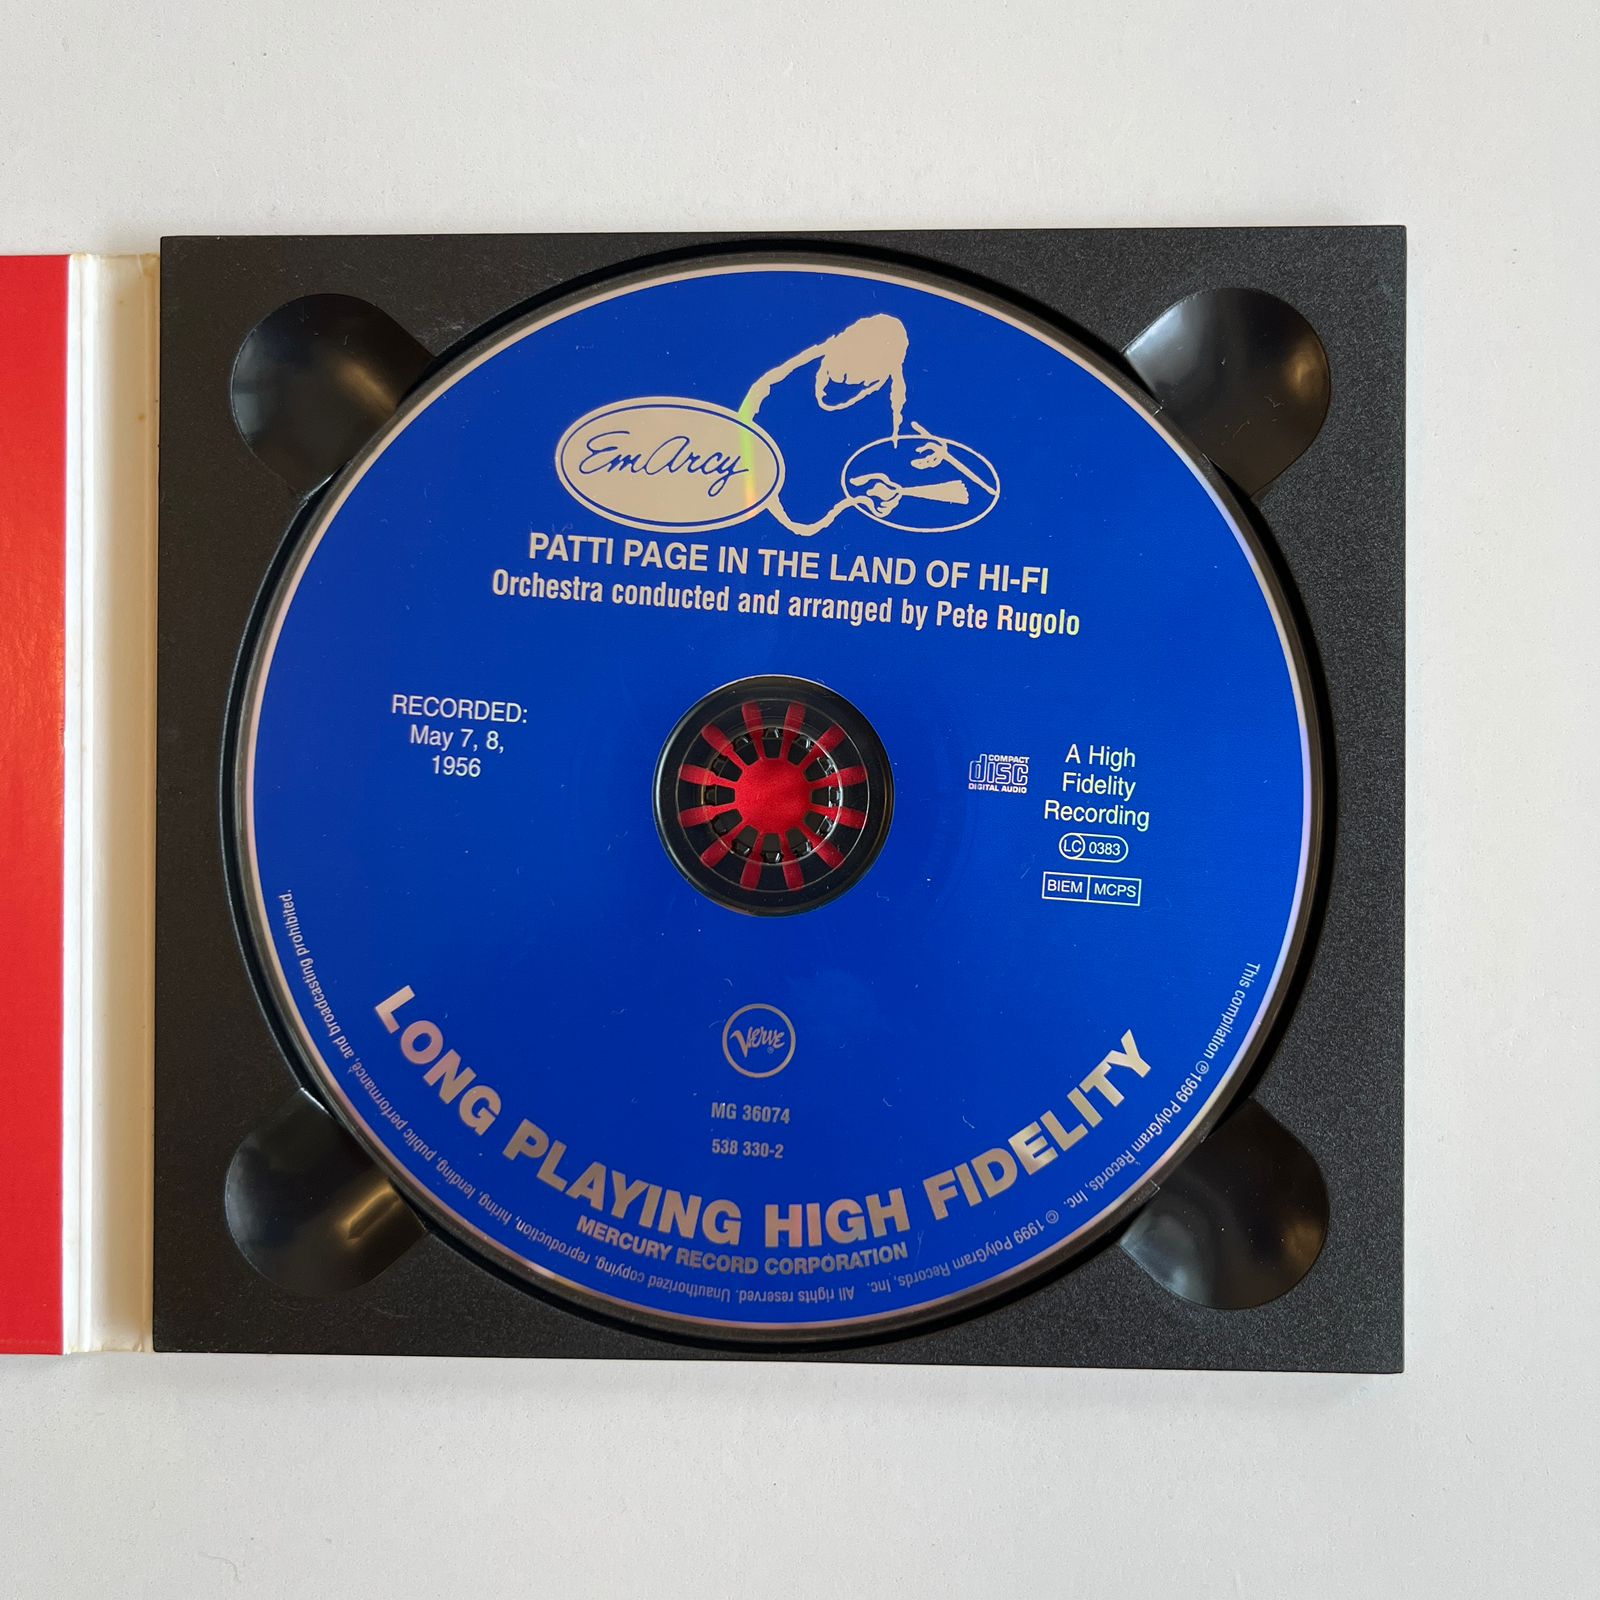 EmArcy
PATTI PAGE IN THE LAND OF HI-FI
Orchestra conducted and arranged by Pete Rugolo
RECORDED:
May 7, 8,
1956
COMPACT
disc
DIGITAL AUDIO
A High
Fidelity
Recording
LC 0383
BIEM MCPS
Verve
MG 36074
538 330-2
LONG PLAYING HIGH FIDELITY
MERCURY RECORD CORPORATION
This compilation ℗ 1999 PolyGram Records, Inc. © 1999 PolyGram Records, Inc. All rights reserved. Unauthorized copying, reproduction, hiring, lending, public performance, and broadcasting prohibited.